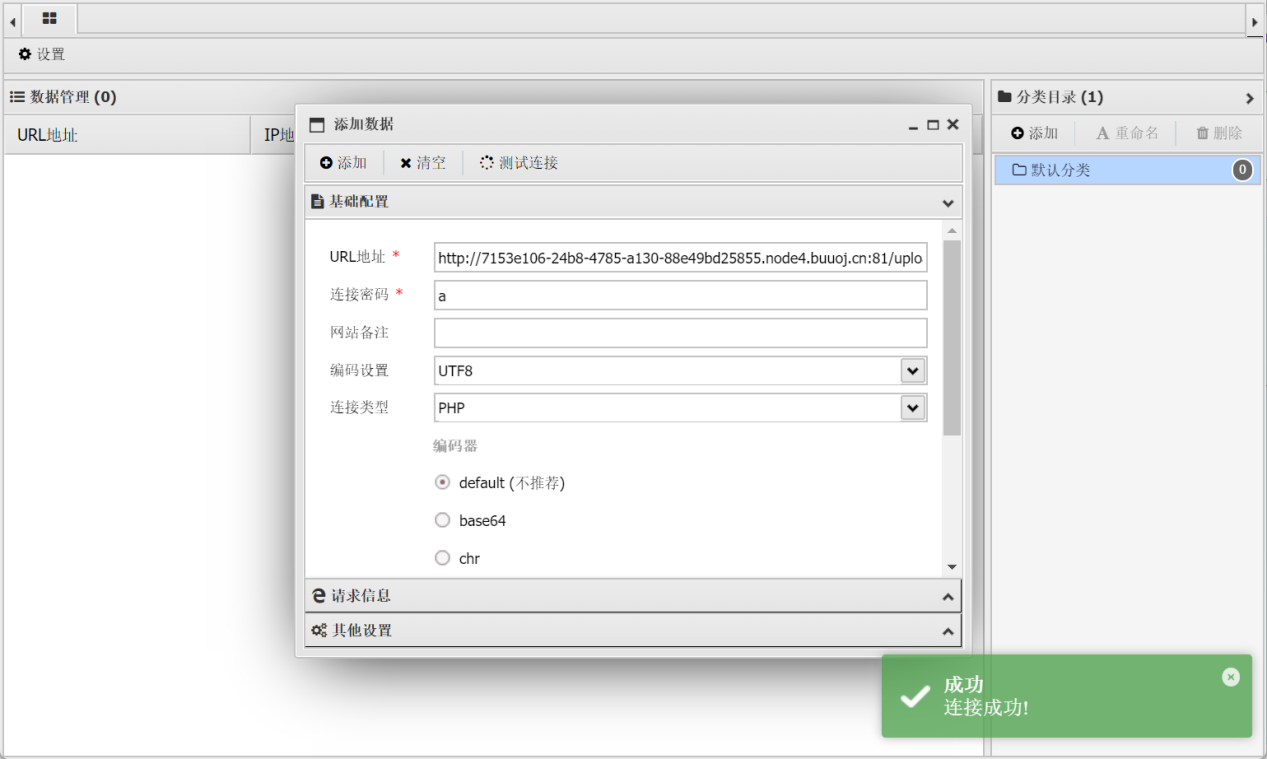 设置
数据管理 (0)
URL地址
IP地
添加数据
添加
清空
测试连接
基础配置
URL地址 *
http://7153e106-24b8-4785-a130-88e49bd25855.node4.buuoj.cn:81/uplo
连接密码 *
a
网站备注
编码设置
UTF8
连接类型
PHP
编码器
default (不推荐)
base64
chr
请求信息
其他设置
分类目录 (1)
添加
A 重命名
删除
默认分类
0
成功
连接成功!